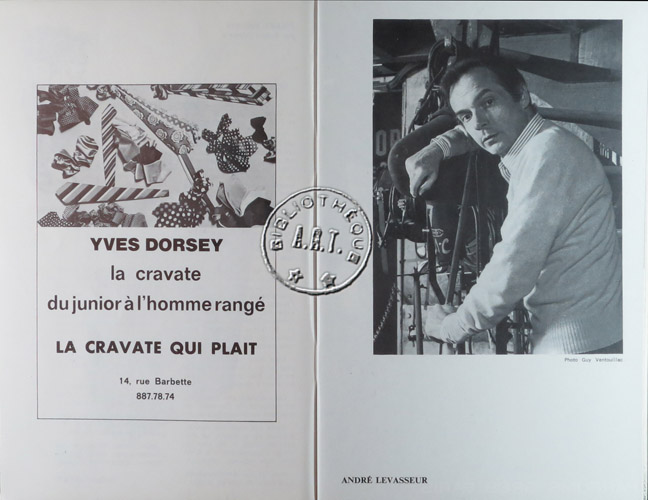 YVES DORSEY
la cravate
du junior à l'homme rangé
LA CRAVATE QUI PLAIT
14, rue Barbette
887.78.74
BIBLIOTHÈQUE
A.R.T.
Photo Guy Ventouillac
ANDRÉ LEVASSEUR